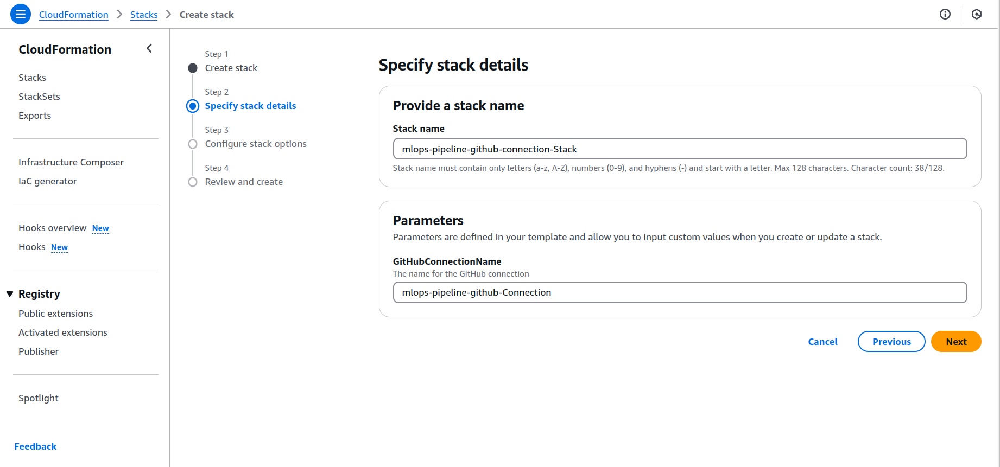 CloudFormation > Stacks > Create stack
CloudFormation
Stacks
StackSets
Exports
Infrastructure Composer
IaC generator
Hooks overview New
Hooks New
Registry
Public extensions
Activated extensions
Publisher
Spotlight
Feedback
Step 1
Create stack
Step 2
Specify stack details
Step 3
Configure stack options
Step 4
Review and create
Specify stack details
Provide a stack name
Stack name
mlops-pipeline-github-connection-Stack
Stack name must contain only letters (a-z, A-Z), numbers (0-9), and hyphens (-) and start with a letter. Max 128 characters. Character count: 38/128.
Parameters
Parameters are defined in your template and allow you to input custom values when you create or update a stack.
GitHubConnectionName
The name for the GitHub connection
mlops-pipeline-github-Connection
Cancel Previous Next